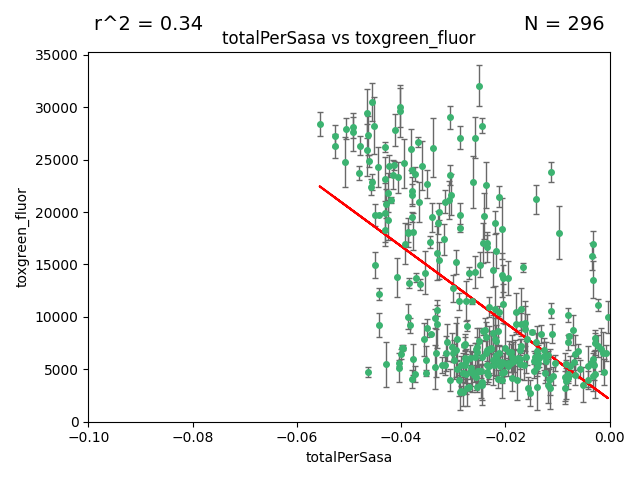 r^2 = 0.34
N = 296
totalPerSasa vs toxgreen_fluor
35000
30000
25000
20000
15000
10000
5000
0
toxgreen_fluor
−0.10
−0.08
−0.06
−0.04
−0.02
0.00
totalPerSasa